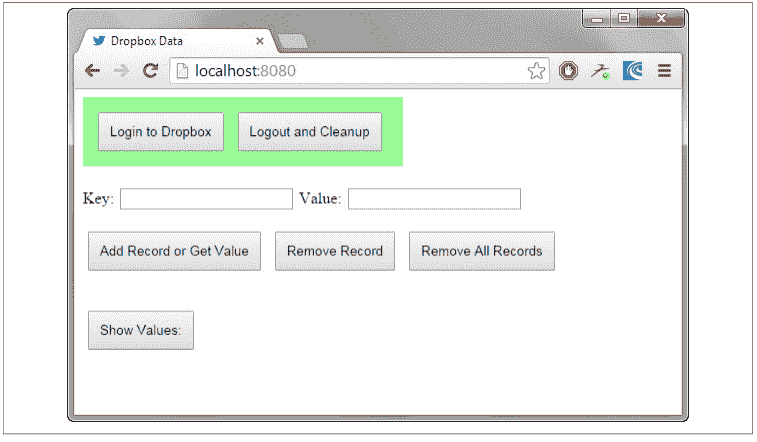 Dropbox Data
localhost:8080
Login to Dropbox Logout and Cleanup
Key: Value:
Add Record or Get Value Remove Record Remove All Records
Show Values: